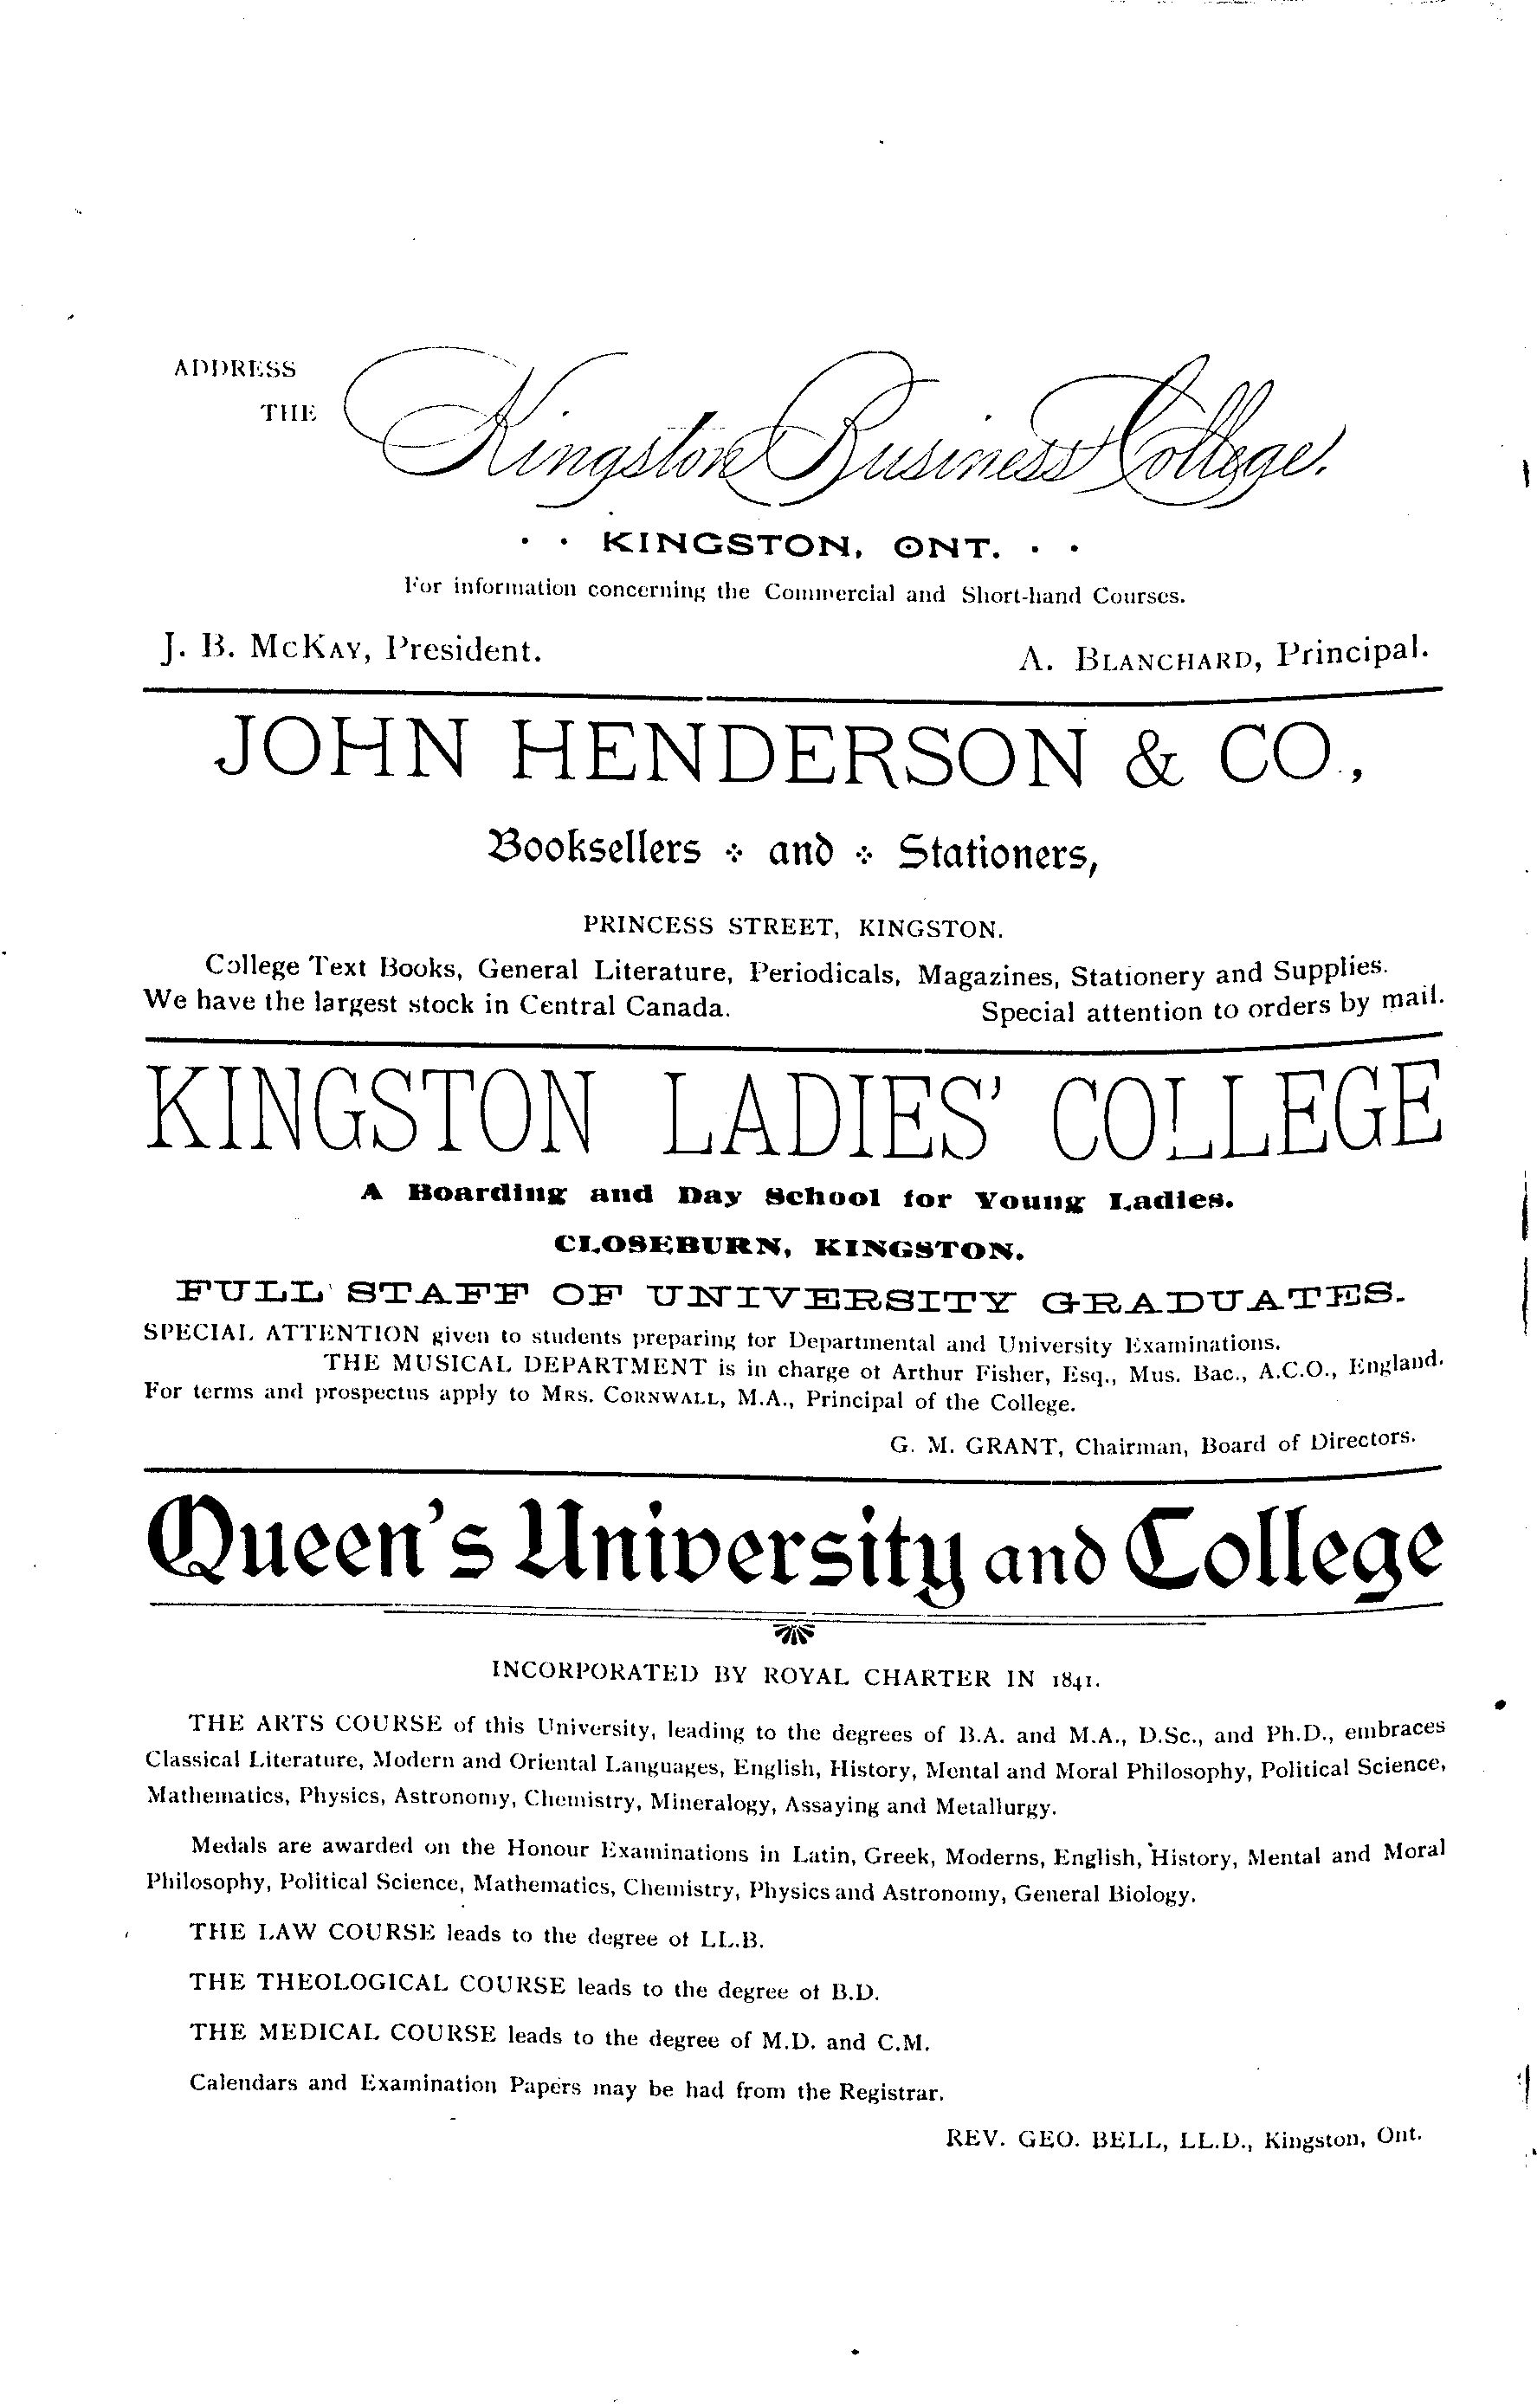 ADDRESS
THE
Kingston Business College.
· · KINGSTON, ONT. · ·
For information concerning the Commercial and Short-hand Courses.
J. B. McKay, President. A. Blanchard, Principal.
JOHN HENDERSON & CO.,
Booksellers and Stationers,
PRINCESS STREET, KINGSTON.
College Text Books, General Literature, Periodicals, Magazines, Stationery and Supplies.
We have the largest stock in Central Canada. Special attention to orders by mail.
KINGSTON LADIES' COLLEGE
A Boarding and Day School for Young Ladies.
CLOSEBURN, KINGSTON.
FULL STAFF OF UNIVERSITY GRADUATES.
SPECIAL ATTENTION given to students preparing for Departmental and University Examinations.
THE MUSICAL DEPARTMENT is in charge of Arthur Fisher, Esq., Mus. Bac., A.C.O., England.
For terms and prospectus apply to Mrs. Cornwall, M.A., Principal of the College.
G. M. GRANT, Chairman, Board of Directors.
Queen's University and College
INCORPORATED BY ROYAL CHARTER IN 1841.
THE ARTS COURSE of this University, leading to the degrees of B.A. and M.A., D.Sc., and Ph.D., embraces
Classical Literature, Modern and Oriental Languages, English, History, Mental and Moral Philosophy, Political Science,
Mathematics, Physics, Astronomy, Chemistry, Mineralogy, Assaying and Metallurgy.
Medals are awarded on the Honour Examinations in Latin, Greek, Moderns, English, History, Mental and Moral
Philosophy, Political Science, Mathematics, Chemistry, Physics and Astronomy, General Biology.
THE LAW COURSE leads to the degree of LL.B.
THE THEOLOGICAL COURSE leads to the degree of B.D.
THE MEDICAL COURSE leads to the degree of M.D. and C.M.
Calendars and Examination Papers may be had from the Registrar.
REV. GEO. BELL, LL.D., Kingston, Ont.